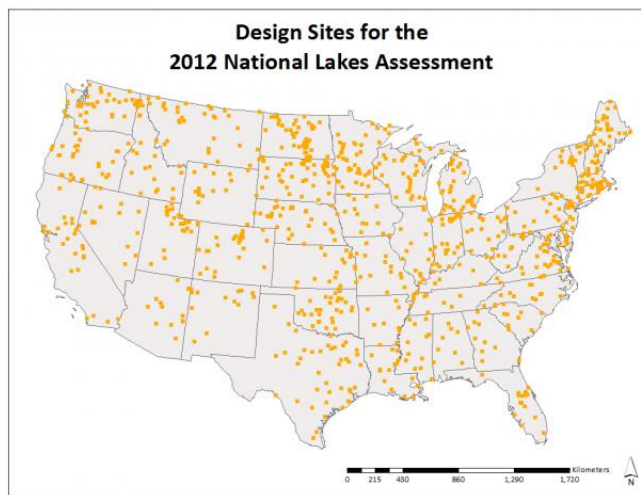 Design Sites for the
2012 National Lakes Assessment
Kilometers
0 215 430 860 1,290 1,720
N